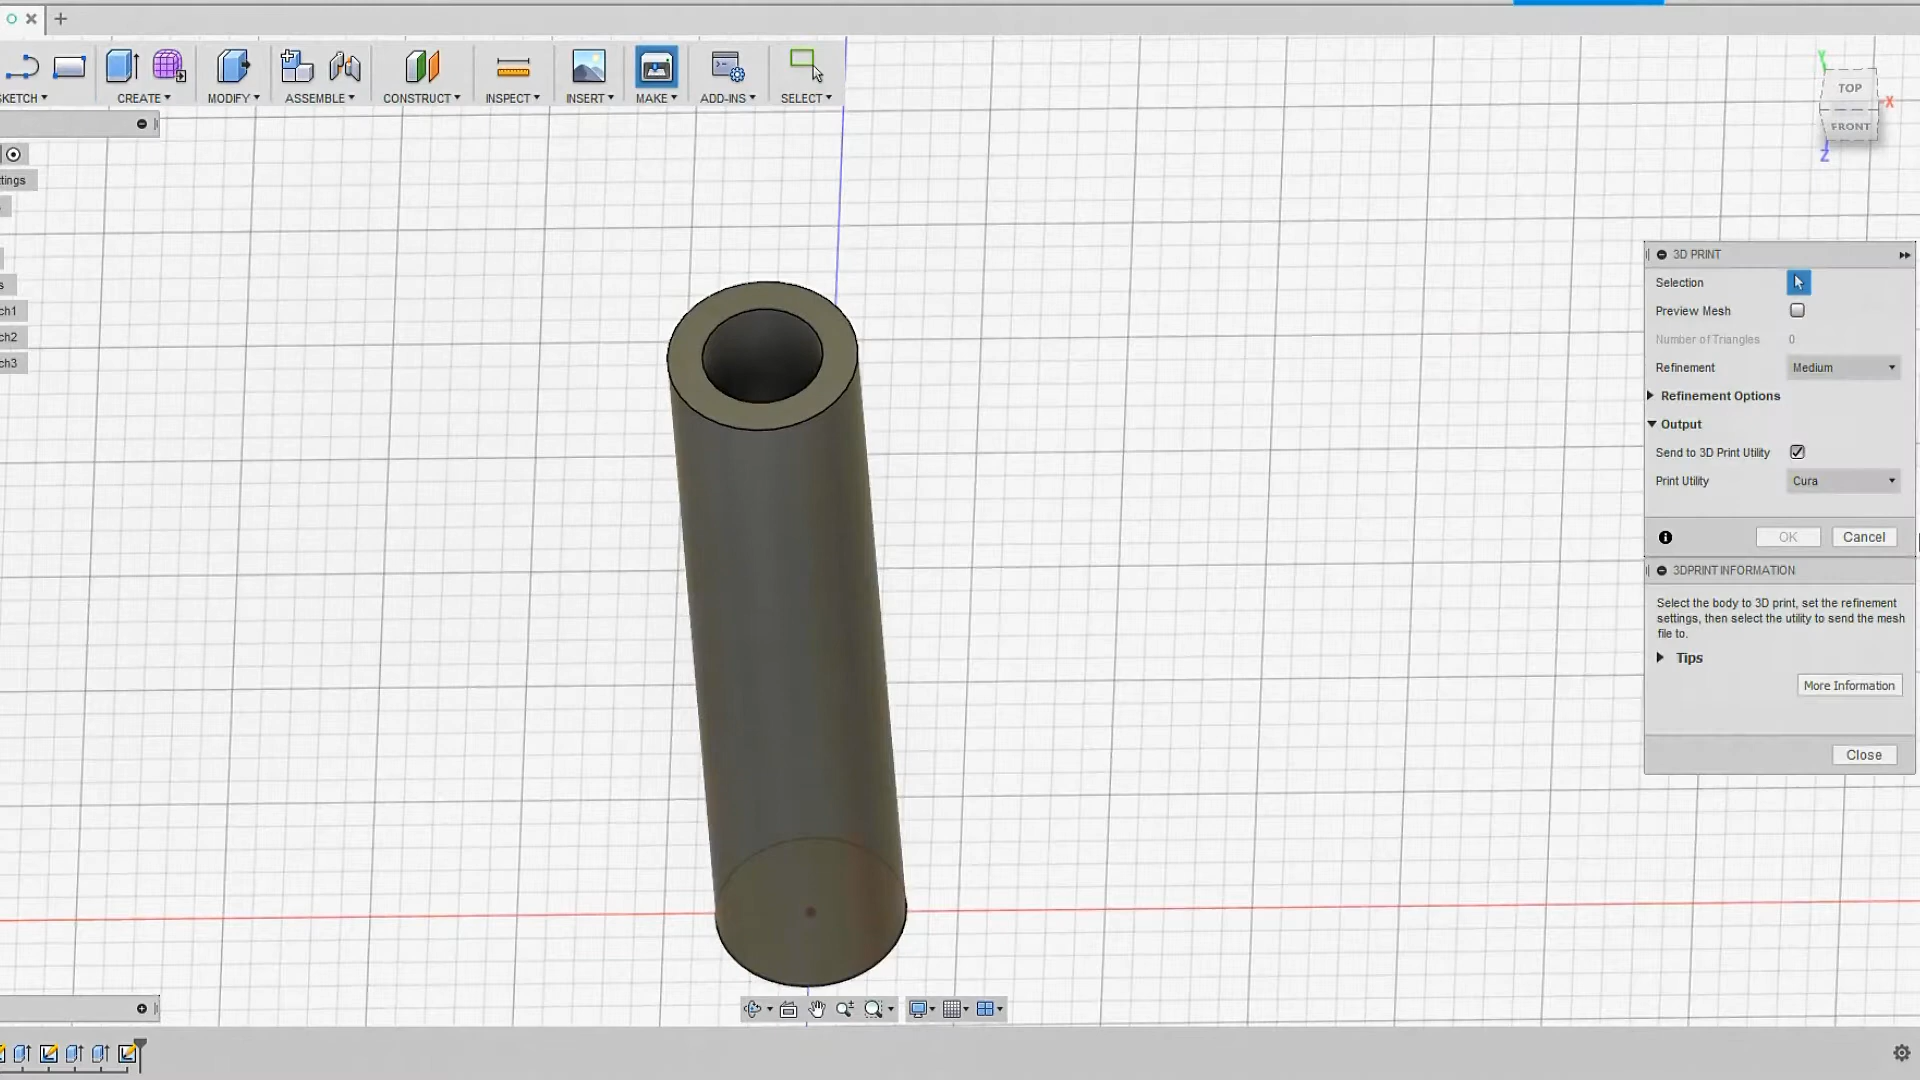 SKETCH▾ CREATE▾ MODIFY▾ ASSEMBLE▾ CONSTRUCT▾ INSPECT▾ INSERT▾ MAKE▾ ADD-INS▾ SELECT▾
Y
TOP
X
FRONT
Z
tings
s
ch1
ch2
ch3
3D PRINT
Selection
Preview Mesh
Number of Triangles 0
Refinement Medium
Refinement Options
Output
Send to 3D Print Utility
Print Utility Cura
OK Cancel
3DPRINT INFORMATION
Select the body to 3D print, set the refinement
settings, then select the utility to send the mesh
file to.
Tips
More Information
Close